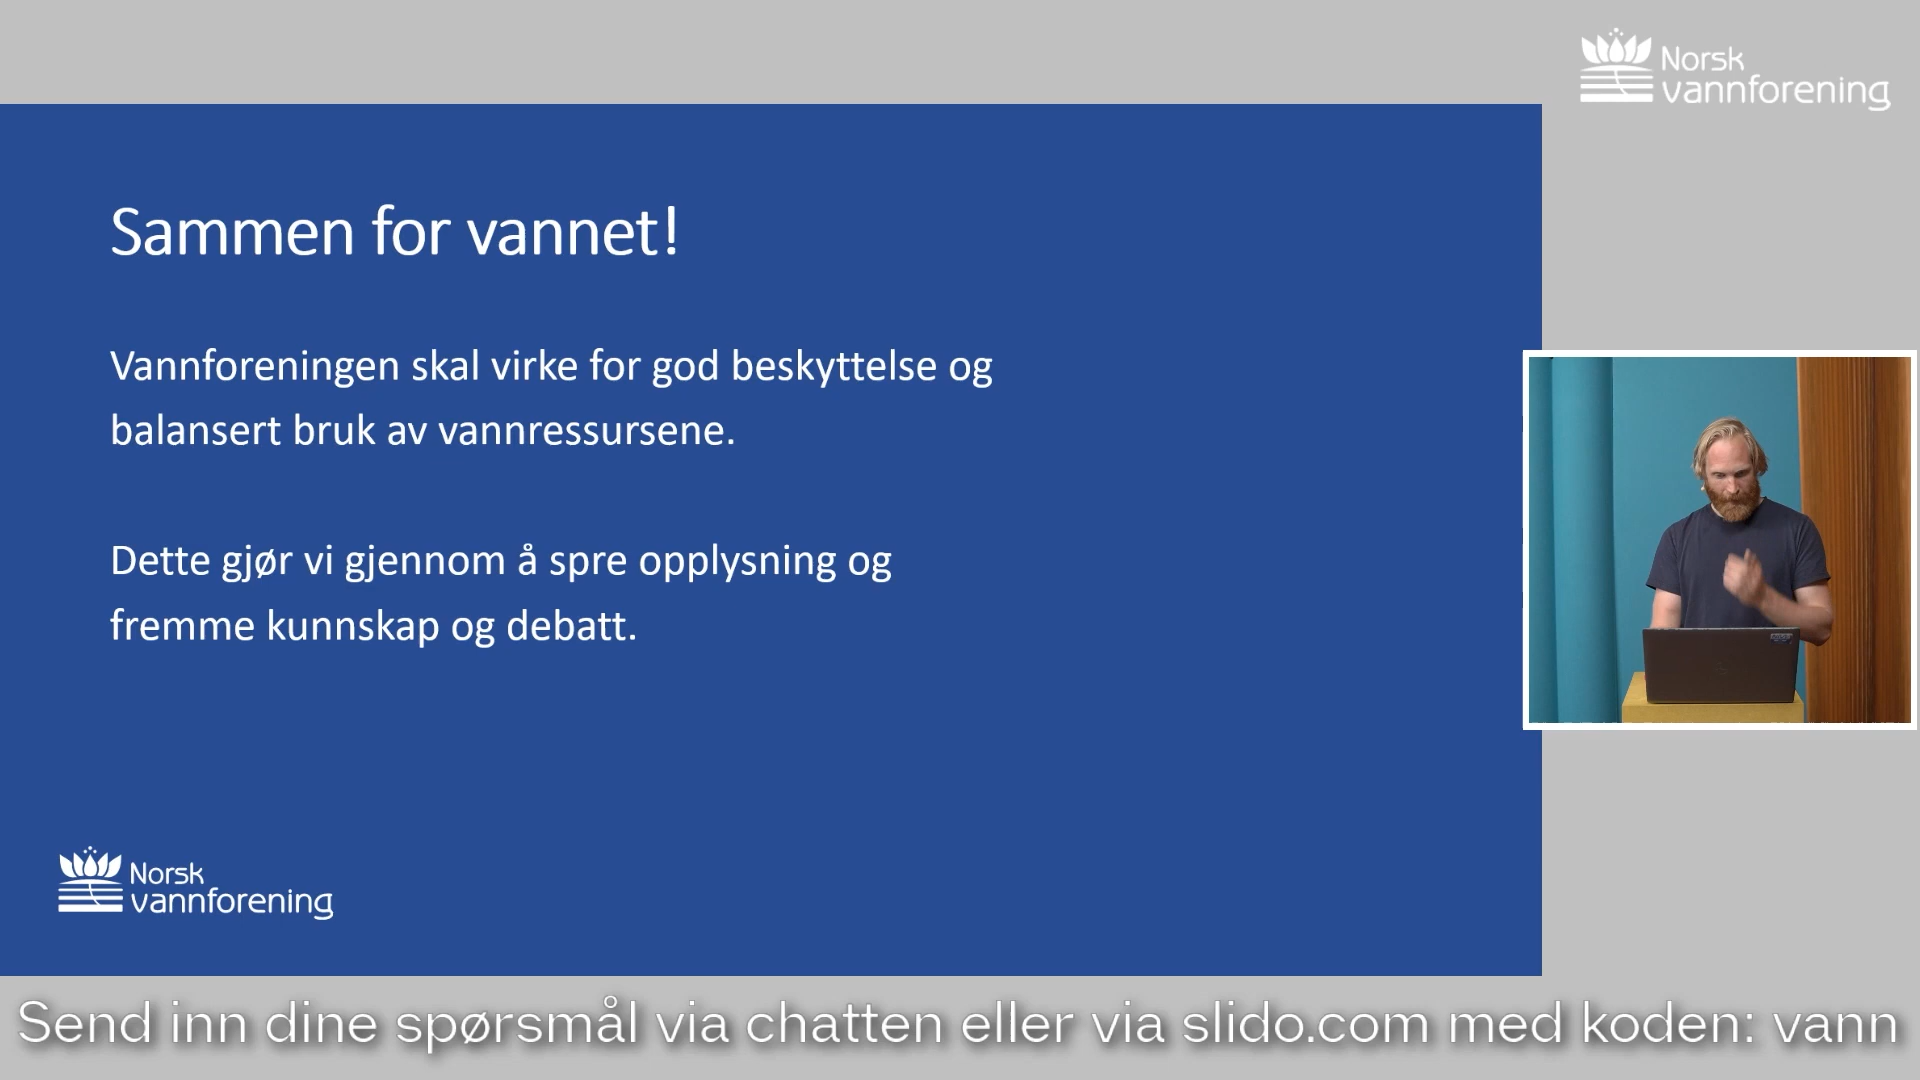 Norsk
vannforening
Sammen for vannet!
Vannforeningen skal virke for god beskyttelse og
balansert bruk av vannressursene.
Dette gjør vi gjennom å spre opplysning og
fremme kunnskap og debatt.
Norsk
vannforening
Send inn dine spørsmål via chatten eller via slido.com med koden: vann